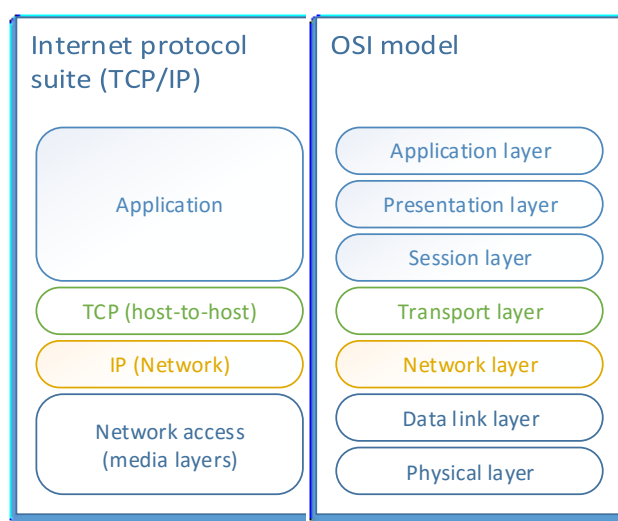 Internet protocol
suite (TCP/IP)
Application
TCP (host-to-host)
IP (Network)
Network access
(media layers)
OSI model
Application layer
Presentation layer
Session layer
Transport layer
Network layer
Data link layer
Physical layer